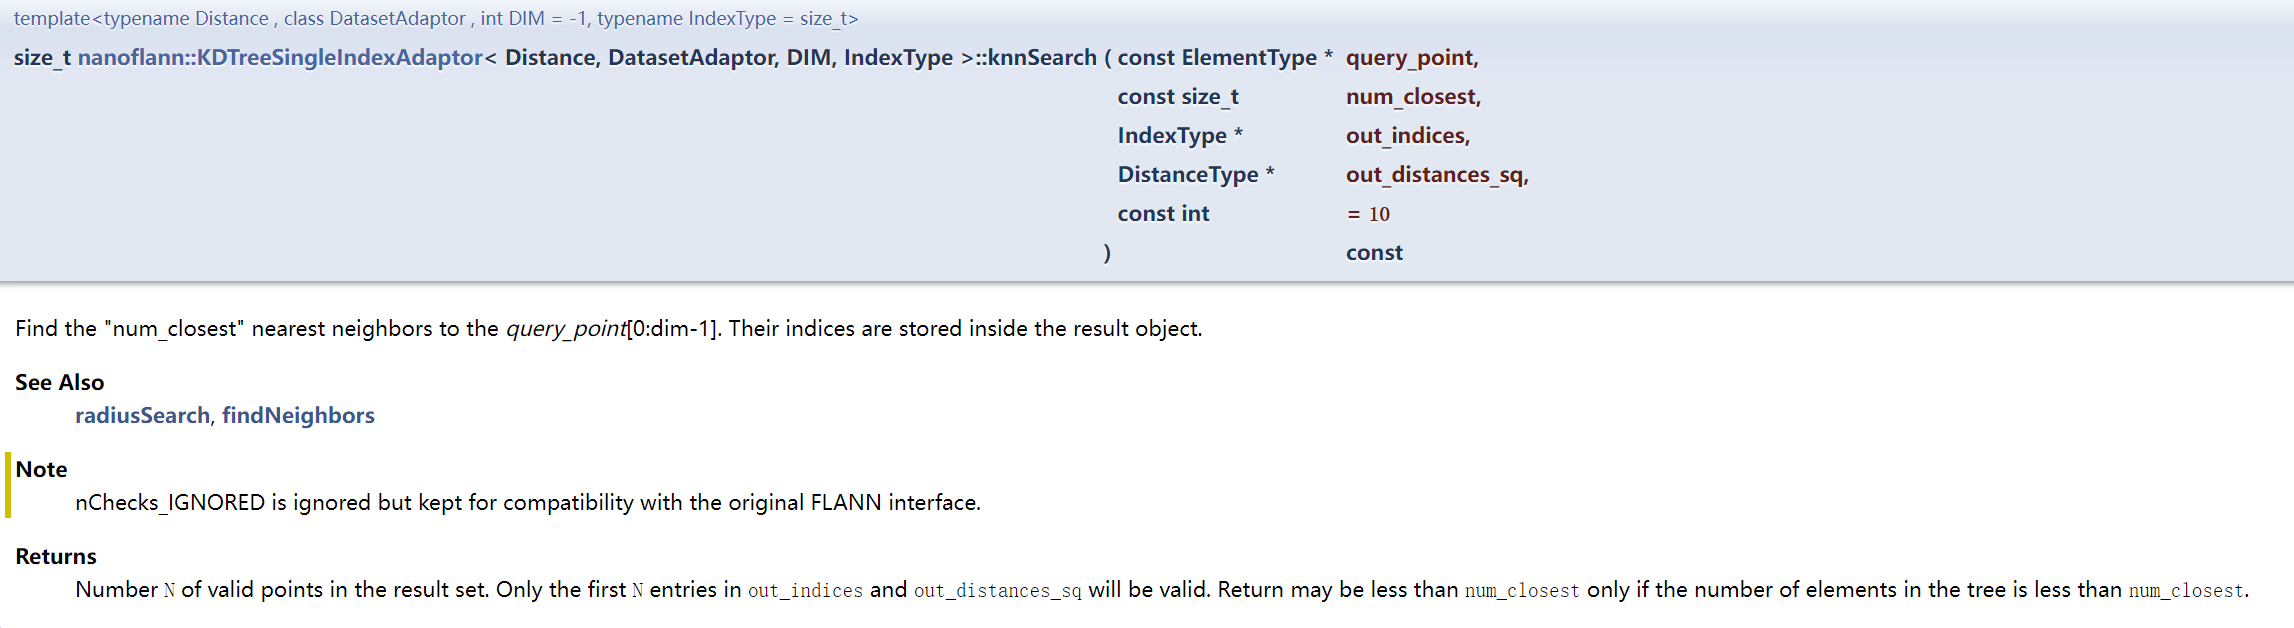 template<typename Distance , class DatasetAdaptor , int DIM = -1, typename IndexType = size_t>
size_t nanoflann::KDTreeSingleIndexAdaptor< Distance, DatasetAdaptor, DIM, IndexType >::knnSearch ( const ElementType * query_point,
const size_t num_closest,
IndexType * out_indices,
DistanceType * out_distances_sq,
const int = 10
) const
Find the "num_closest" nearest neighbors to the query_point[0:dim-1]. Their indices are stored inside the result object.
See Also
radiusSearch, findNeighbors
Note
nChecks_IGNORED is ignored but kept for compatibility with the original FLANN interface.
Returns
Number N of valid points in the result set. Only the first N entries in out_indices and out_distances_sq will be valid. Return may be less than num_closest only if the number of elements in the tree is less than num_closest.